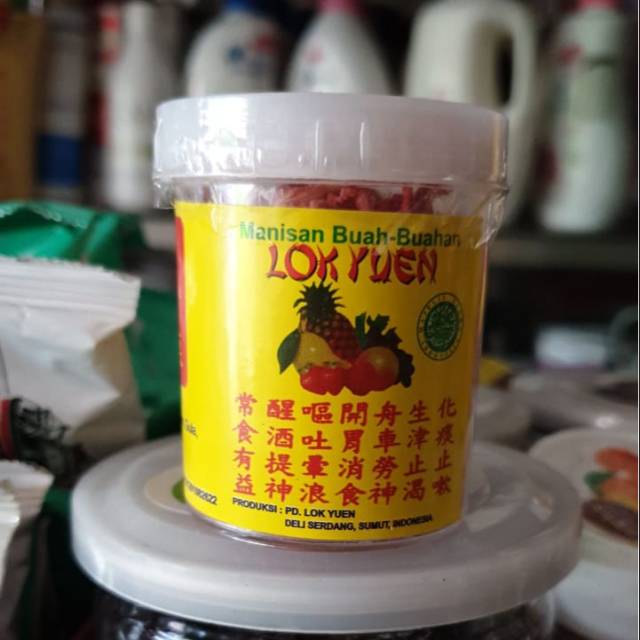 Manisan Buah-Buahan
LOK YUEN
化痰止咳
生津止渴
舟車勞神
開胃消食
嘔吐暈浪
醒酒提神
常食有益
PRODUKSI : PD. LOK YUEN
DELI SERDANG, SUMUT, INDONESIA